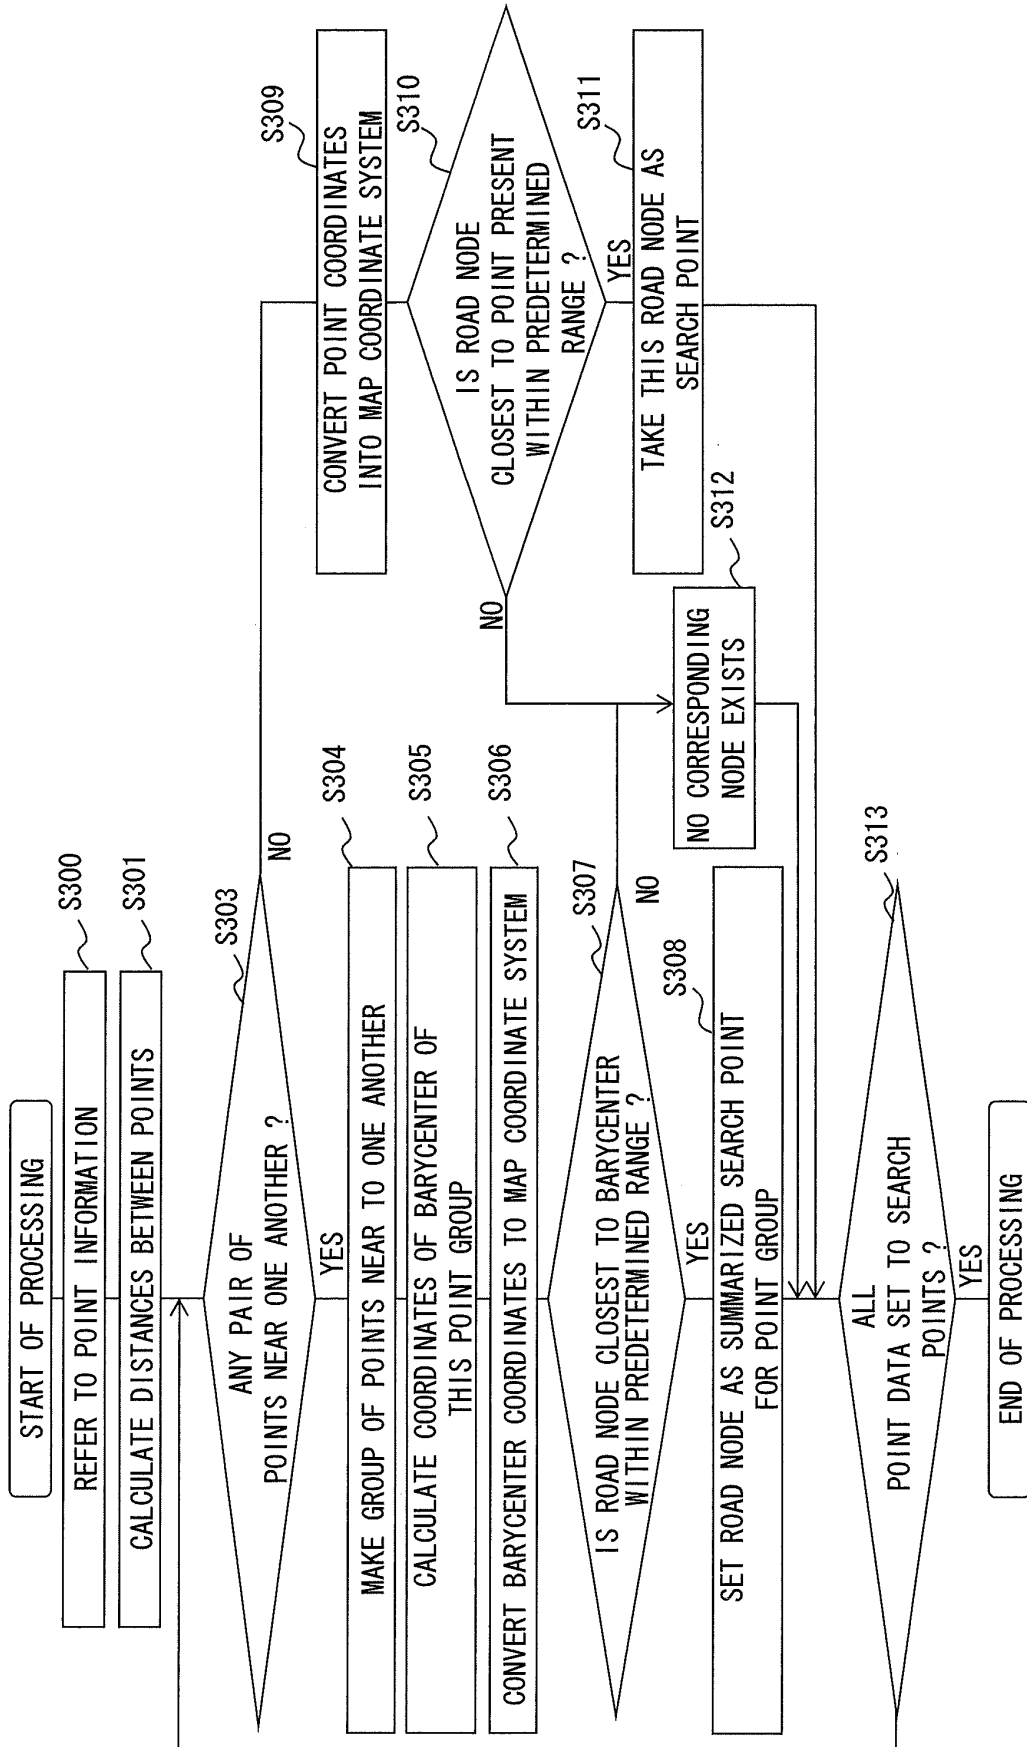 START OF PROCESSING
S300
REFER TO POINT INFORMATION
S301
CALCULATE DISTANCES BETWEEN POINTS
S303
ANY PAIR OF
POINTS NEAR ONE ANOTHER ?
NO
YES
S304
MAKE GROUP OF POINTS NEAR TO ONE ANOTHER
S305
CALCULATE COORDINATES OF BARYCENTER OF
THIS POINT GROUP
S306
CONVERT BARYCENTER COORDINATES TO MAP COORDINATE SYSTEM
S307
IS ROAD NODE CLOSEST TO BARYCENTER
WITHIN PREDETERMINED RANGE ?
NO
YES
S308
SET ROAD NODE AS SUMMARIZED SEARCH POINT
FOR POINT GROUP
S309
CONVERT POINT COORDINATES
INTO MAP COORDINATE SYSTEM
S310
IS ROAD NODE
CLOSEST TO POINT PRESENT
WITHIN PREDETERMINED
RANGE ?
NO
YES
S311
TAKE THIS ROAD NODE AS
SEARCH POINT
S312
NO CORRESPONDING
NODE EXISTS
S313
ALL
POINT DATA SET TO SEARCH
POINTS ?
YES
END OF PROCESSING